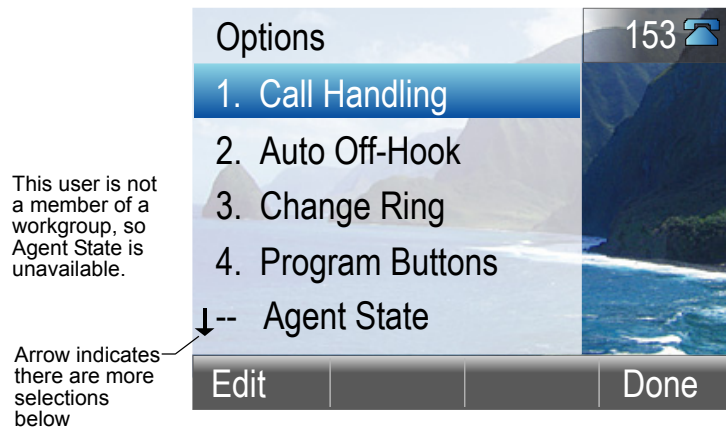 Options
153
1. Call Handling
2. Auto Off-Hook
3. Change Ring
4. Program Buttons
-- Agent State
Edit
Done
This user is not
a member of a
workgroup, so
Agent State is
unavailable.
Arrow indicates
there are more
selections
below